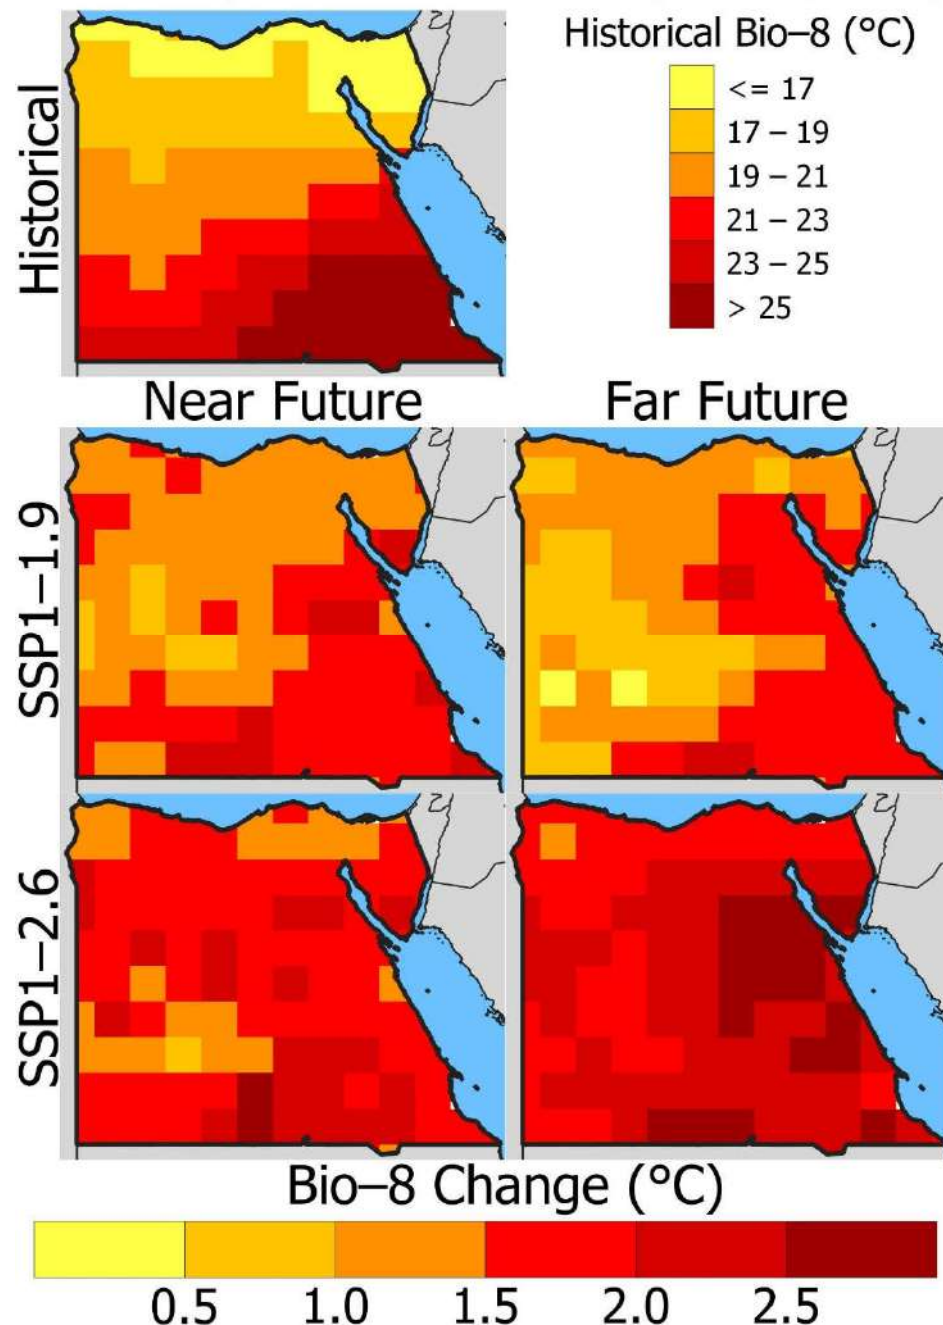 Historical
Historical Bio–8 (°C)
<= 17
17 – 19
19 – 21
21 – 23
23 – 25
> 25
Near Future
Far Future
SSP1–1.9
SSP1–2.6
Bio–8 Change (°C)
0.5 1.0 1.5 2.0 2.5